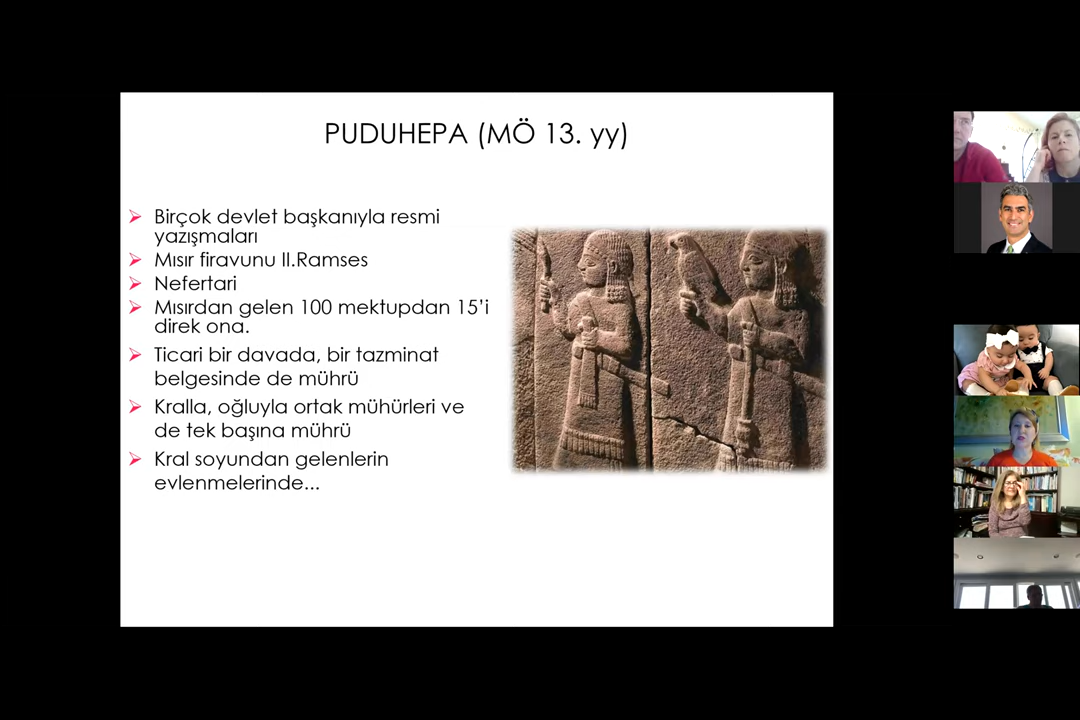 PUDUHEPA (MÖ 13. yy)
Birçok devlet başkanıyla resmi
yazışmaları
Mısır firavunu II.Ramses
Nefertari
Mısırdan gelen 100 mektupdan 15'i
direk ona.
Ticari bir davada, bir tazminat
belgesinde de mührü
Kralla, oğluyla ortak mühürleri ve
de tek başına mührü
Kral soyundan gelenlerin
evlenmelerinde...